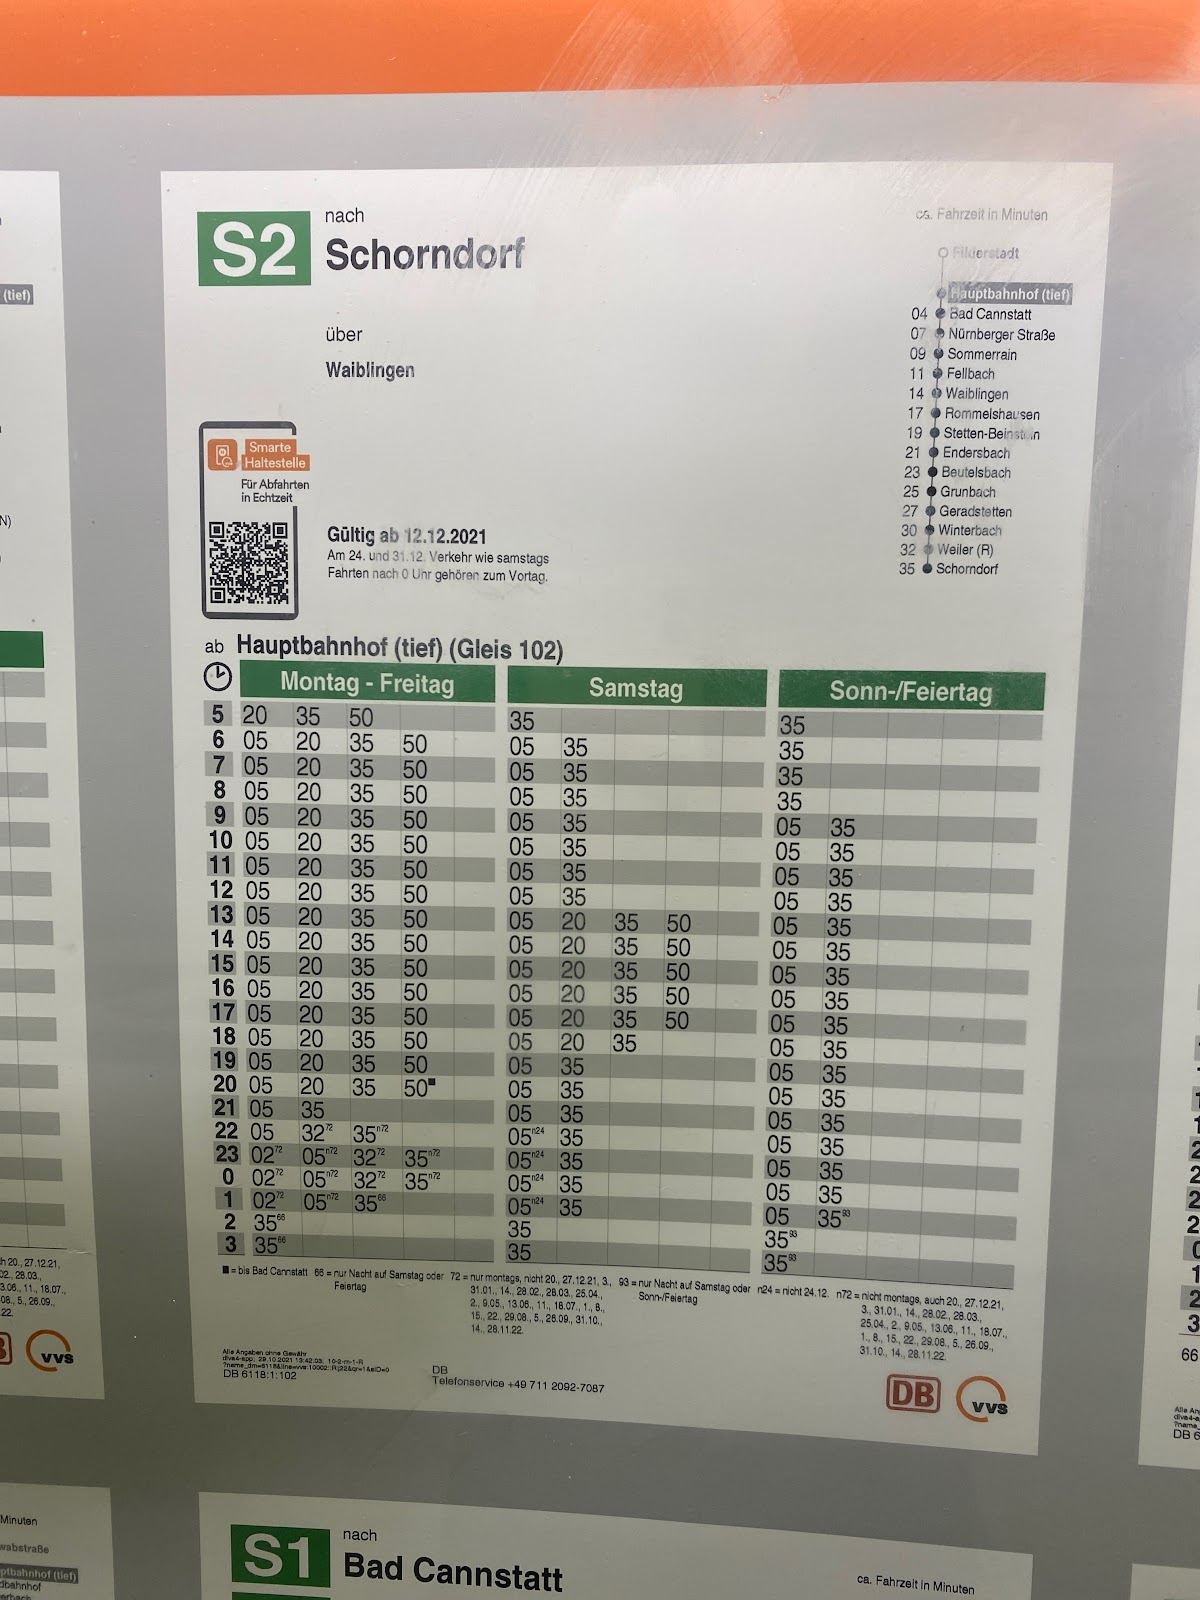 S2
nach
Schorndorf
über
Waiblingen
ca. Fahrzeit in Minuten
Filderstadt
Hauptbahnhof (tief)
04 Bad Cannstatt
07 Nürnberger Straße
09 Sommerrain
11 Fellbach
14 Waiblingen
17 Rommelshausen
19 Stetten-Beinstein
21 Endersbach
23 Beutelsbach
25 Grunbach
27 Geradstetten
30 Winterbach
32 Weiler (R)
35 Schorndorf
Smarte
Haltestelle
Für Abfahrten
in Echtzeit
Gültig ab 12.12.2021
Am 24. und 31.12. Verkehr wie samstags
Fahrten nach 0 Uhr gehören zum Vortag.
ab Hauptbahnhof (tief) (Gleis 102)
Montag - Freitag Samstag Sonn-/Feiertag
5 20 35 50 35 35
6 05 20 35 50 05 35 35
7 05 20 35 50 05 35 35
8 05 20 35 50 05 35 35
9 05 20 35 50 05 35 05 35
10 05 20 35 50 05 35 05 35
11 05 20 35 50 05 35 05 35
12 05 20 35 50 05 35 05 35
13 05 20 35 50 05 20 35 50 05 35
14 05 20 35 50 05 20 35 50 05 35
15 05 20 35 50 05 20 35 50 05 35
16 05 20 35 50 05 20 35 50 05 35
17 05 20 35 50 05 20 35 50 05 35
18 05 20 35 50 05 20 35 05 35
19 05 20 35 50 05 35 05 35
20 05 20 35 50■ 05 35 05 35
21 05 35 05 35 05 35
22 05 32⁷² 35ⁿ⁷² 05ⁿ²⁴ 35 05 35
23 02⁷² 05ⁿ⁷² 32⁷² 35ⁿ⁷² 05ⁿ²⁴ 35 05 35
0 02⁷² 05ⁿ⁷² 32⁷² 35ⁿ⁷² 05ⁿ²⁴ 35 05 35
1 02⁷² 05ⁿ⁷² 35⁶⁶ 05ⁿ²⁴ 35 05 35⁹³
2 35⁶⁶ 35 35⁹³
3 35⁶⁶ 35 35⁹³
■ = bis Bad Cannstatt
66 = nur Nacht auf Samstag oder
Feiertag
72 = nur montags, nicht 20., 27.12.21, 3.,
31.01., 14., 28.02., 28.03., 25.04.,
2., 9.05., 13.06., 11., 18.07., 1., 8.,
15., 22., 29.08., 5., 26.09., 31.10.,
14., 28.11.22.
93 = nur Nacht auf Samstag oder
Sonn-/Feiertag
n24 = nicht 24.12.
n72 = nicht montags, auch 20., 27.12.21,
3., 31.01., 14., 28.02., 28.03.,
25.04., 2., 9.05., 13.06., 11., 18.07.,
1., 8., 15., 22., 29.08., 5., 26.09.,
31.10., 14., 28.11.22.
Alle Angaben ohne Gewähr
diva4-app; 29.10.2021 13:42:03; 10-2-m-1-R
DB 6118:1:102
DB
Telefonservice +49 711 2092-7087
DB
VVS
S1
nach
Bad Cannstatt
ca. Fahrzeit in Minuten
(tief)
VVS
Minuten